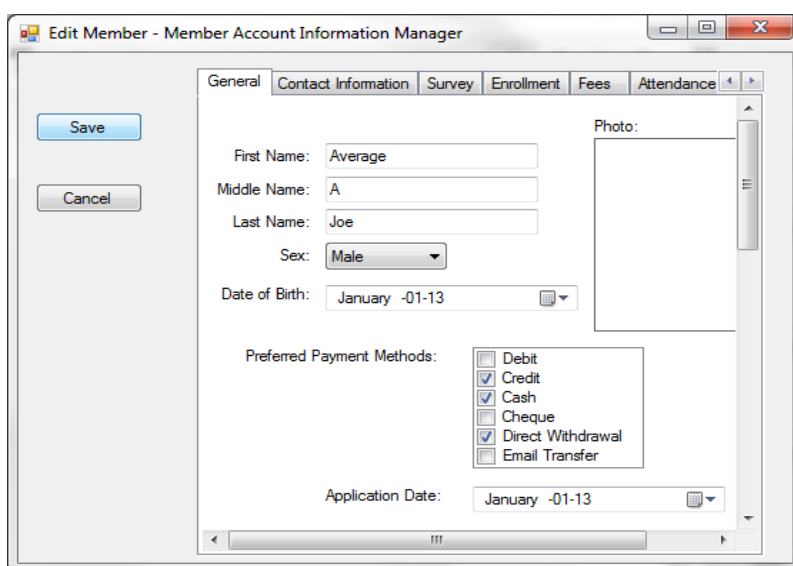 Edit Member - Member Account Information Manager
General Contact Information Survey Enrollment Fees Attendance
Save
Cancel
Photo:
First Name: Average
Middle Name: A
Last Name: Joe
Sex: Male
Date of Birth: January -01-13
Preferred Payment Methods:
Debit
Credit
Cash
Cheque
Direct Withdrawal
Email Transfer
Application Date: January -01-13